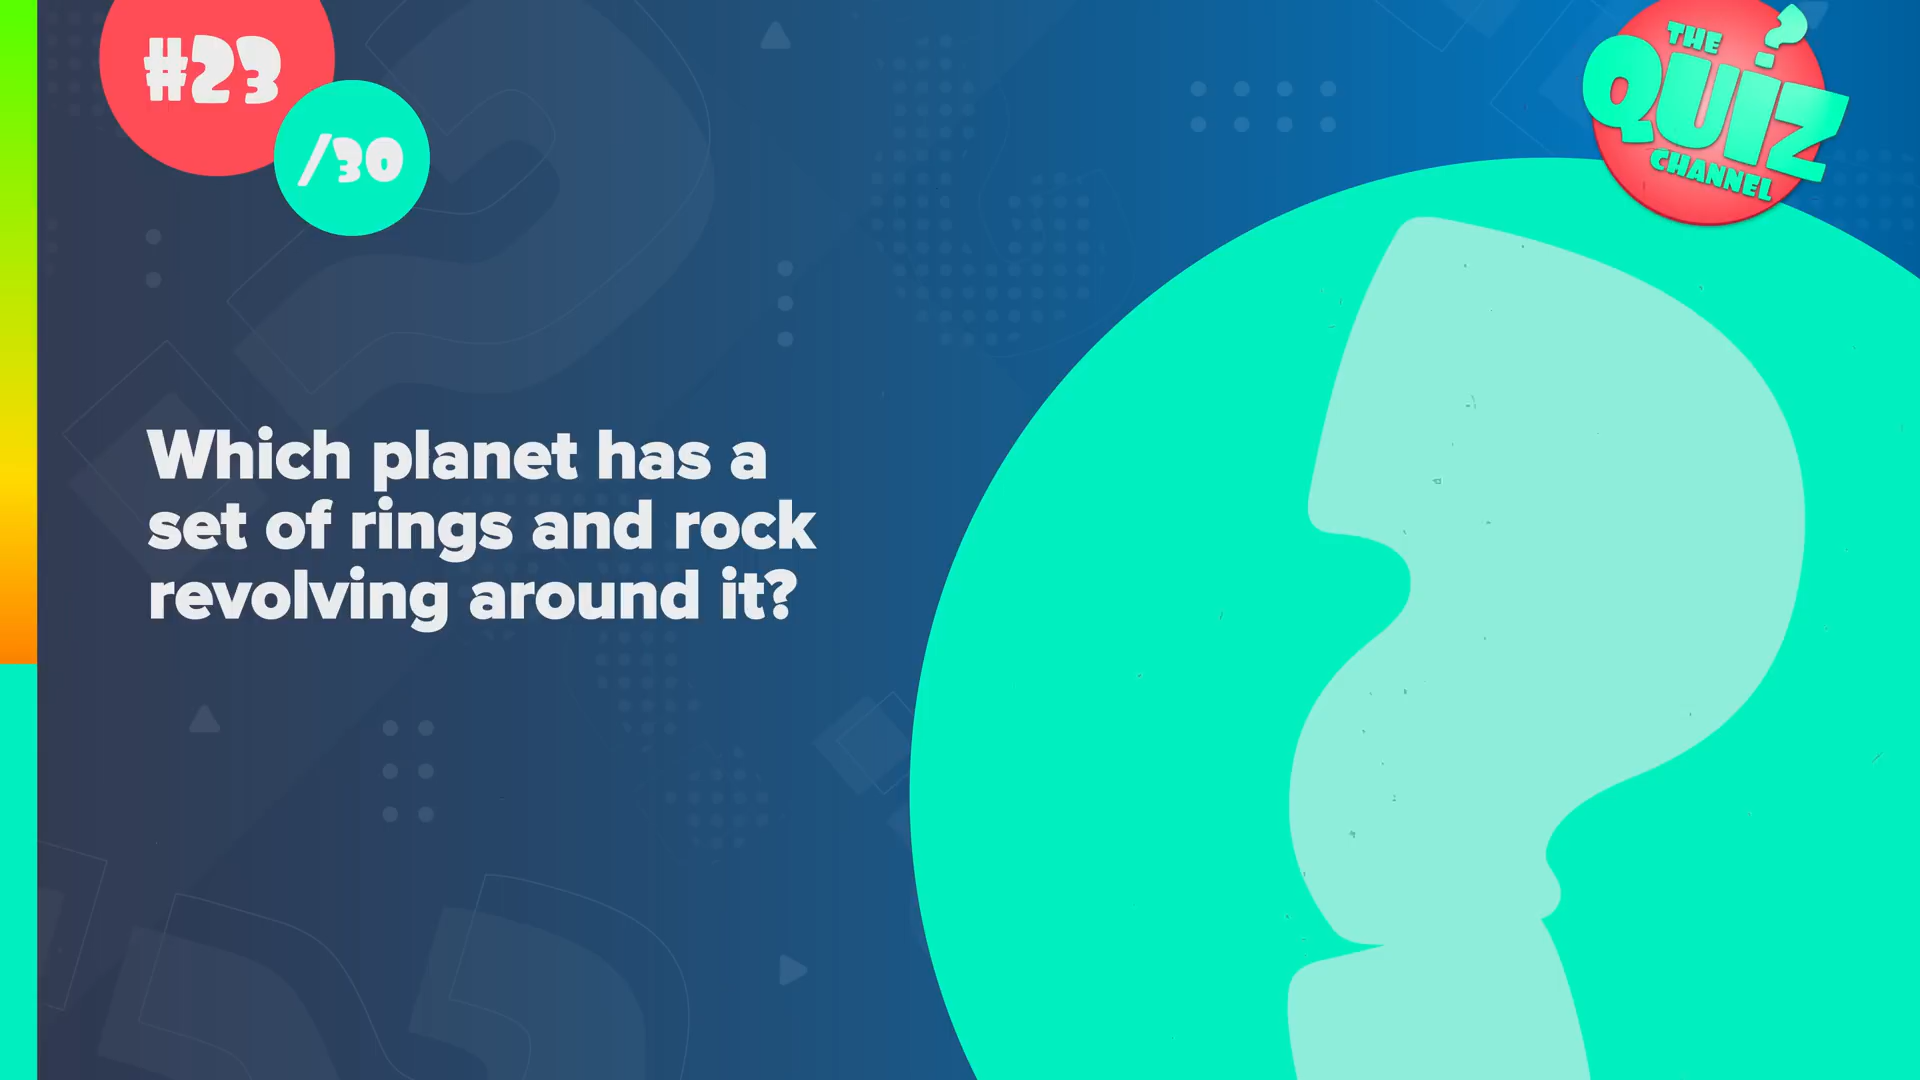 #23
/30
THE
QUIZ
CHANNEL
Which planet has a
set of rings and rock
revolving around it?